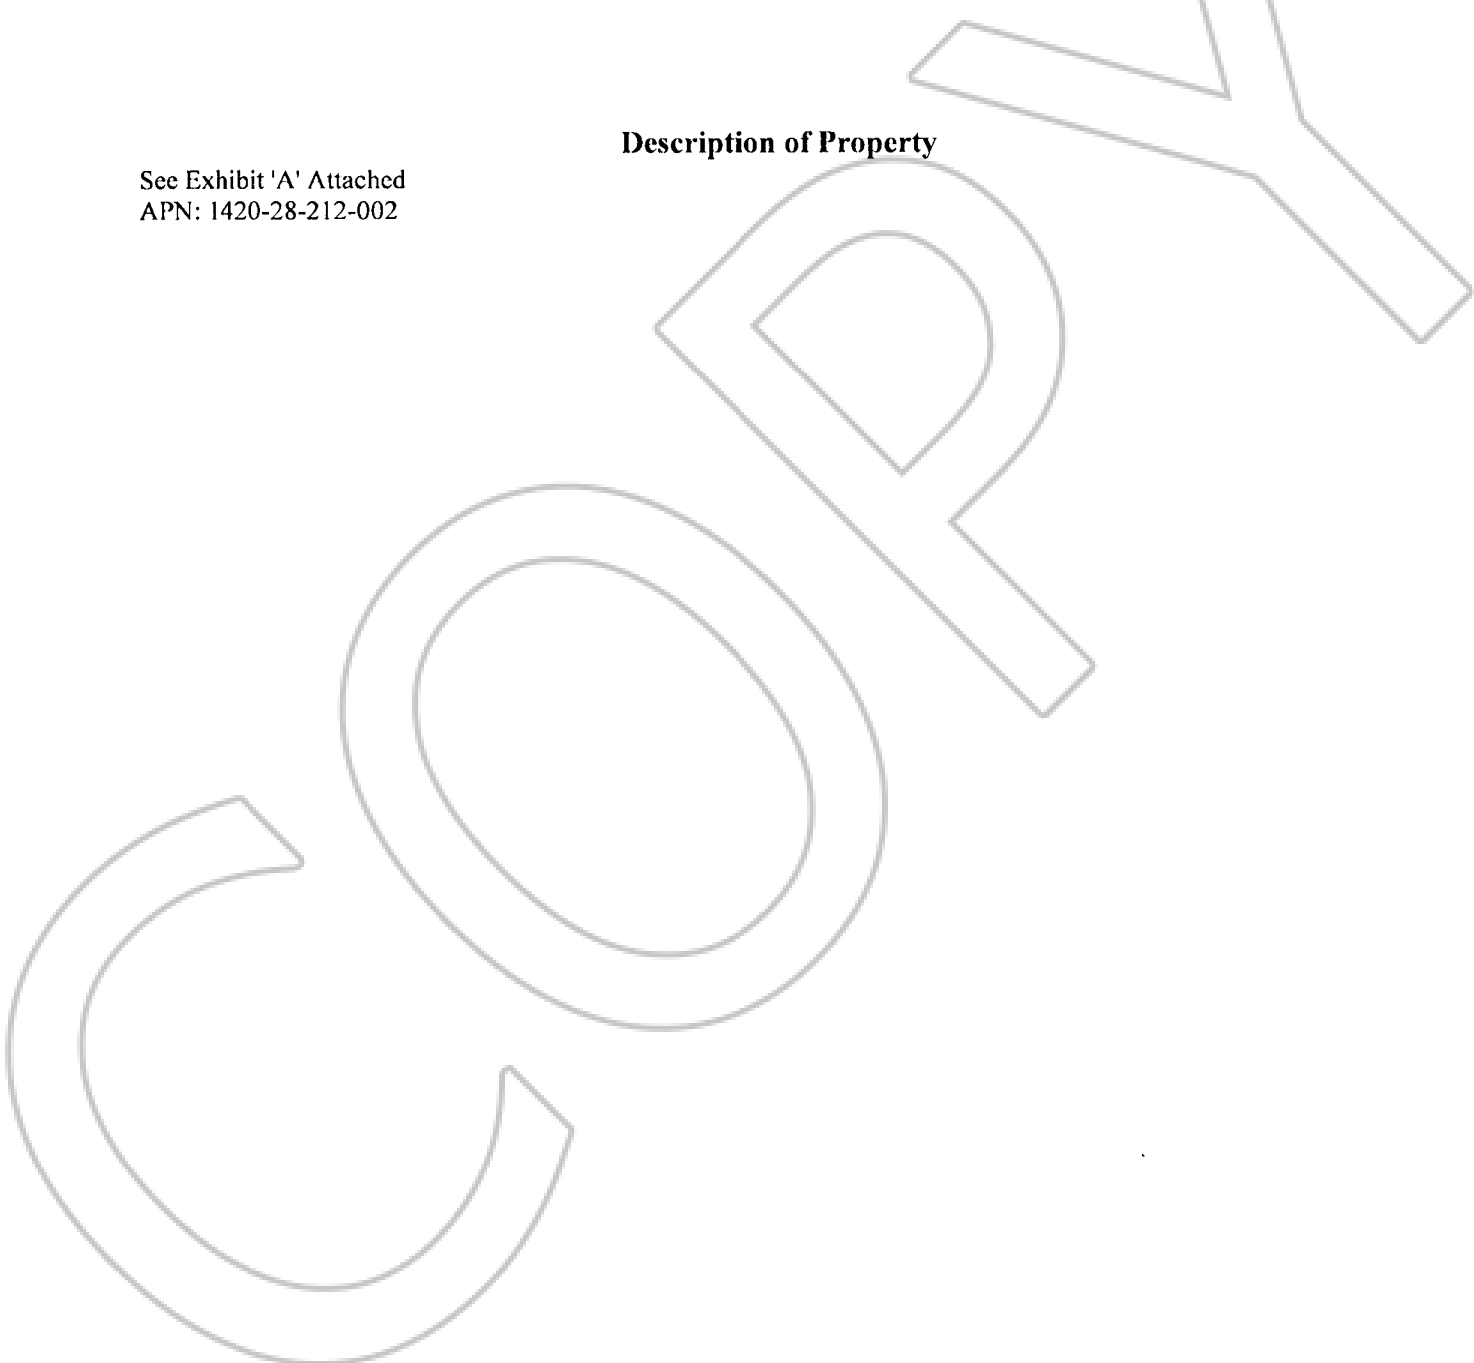 Description of Property
See Exhibit 'A' Attached
APN: 1420-28-212-002
COPY